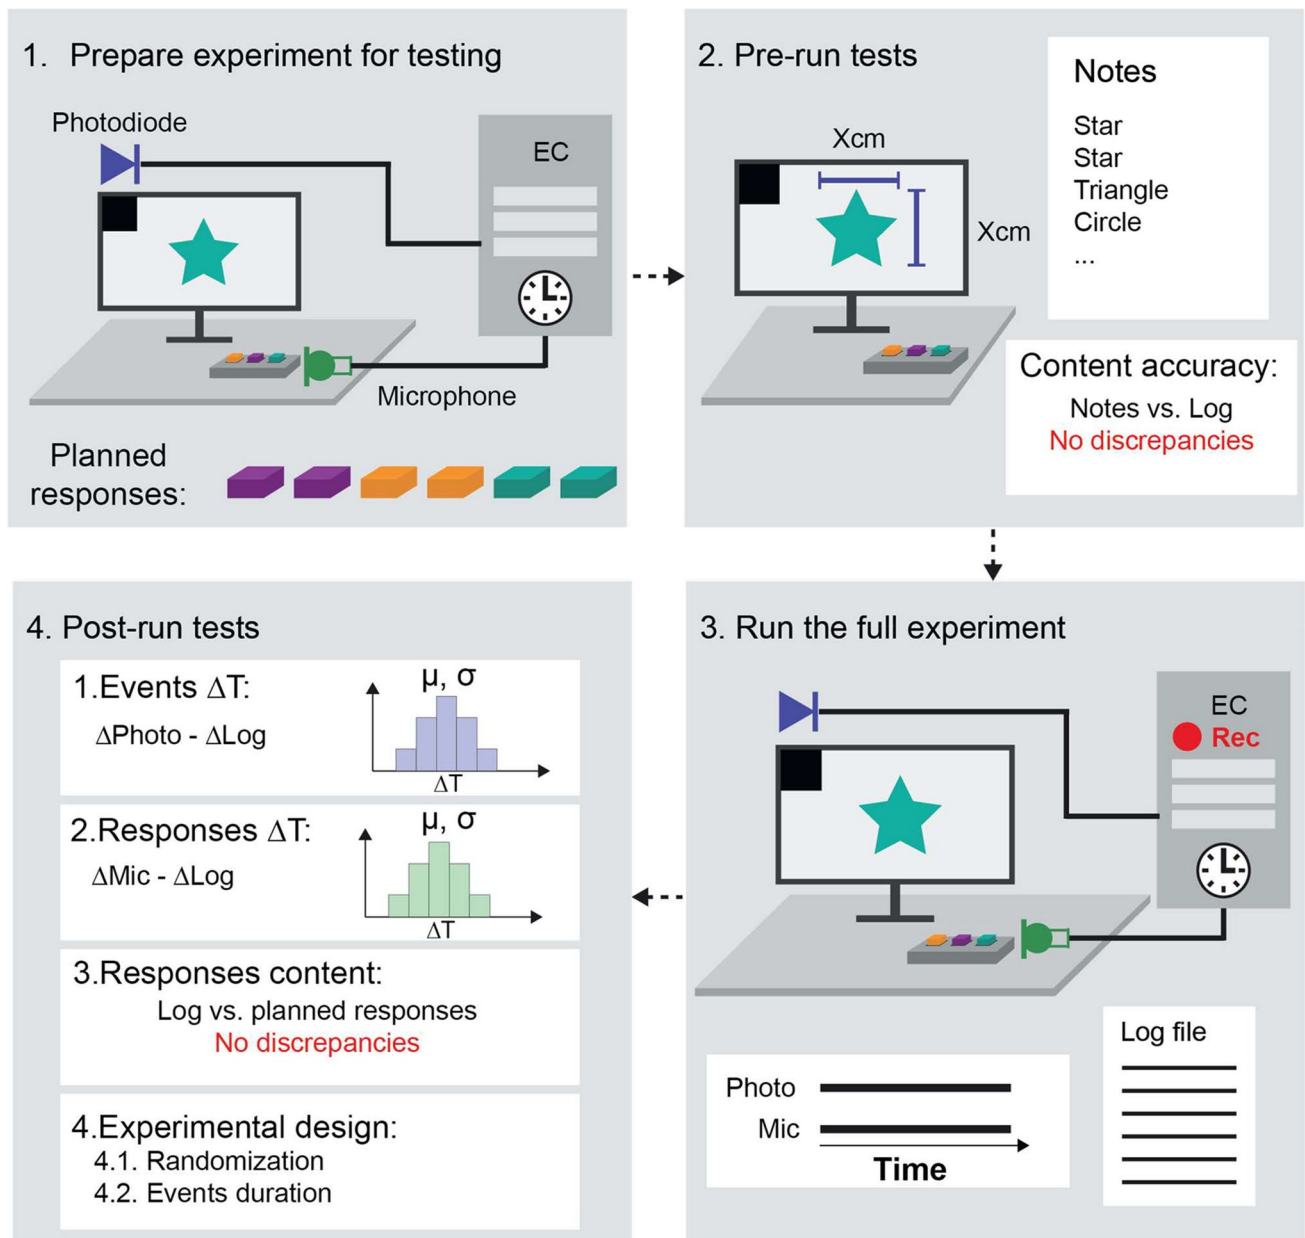 1. Prepare experiment for testing
Photodiode
EC
Microphone
Planned
responses:
2. Pre-run tests
Xcm
Xcm
Notes
Star
Star
Triangle
Circle
...
Content accuracy:
Notes vs. Log
No discrepancies
3. Run the full experiment
EC
Rec
Photo
Mic
Time
Log file
4. Post-run tests
1.Events ΔT:
ΔPhoto - ΔLog
μ, σ
ΔT
2.Responses ΔT:
ΔMic - ΔLog
μ, σ
ΔT
3.Responses content:
Log vs. planned responses
No discrepancies
4.Experimental design:
4.1. Randomization
4.2. Events duration